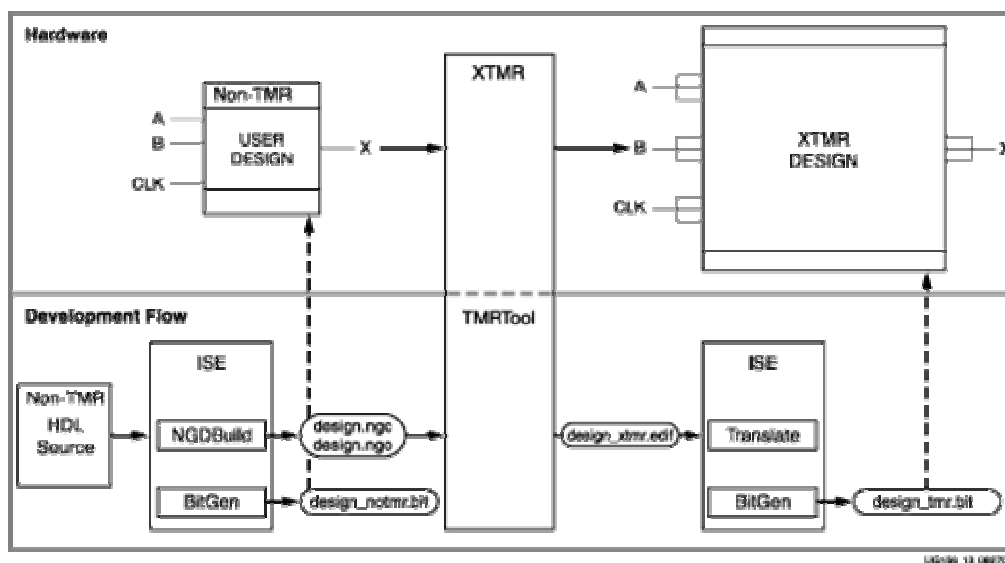 Hardware
XTMR
Non-TMR
USER
DESIGN
A
B
CLK
X
A
B
CLK
XTMR
DESIGN
X
Development Flow
TMRTool
Non-TMR
HDL
Source
ISE
NGDBuild
BitGen
design.ngc
design.ngo
design_notmr.bit
design_xtmr.edif
ISE
Translate
BitGen
design_tmr.bit